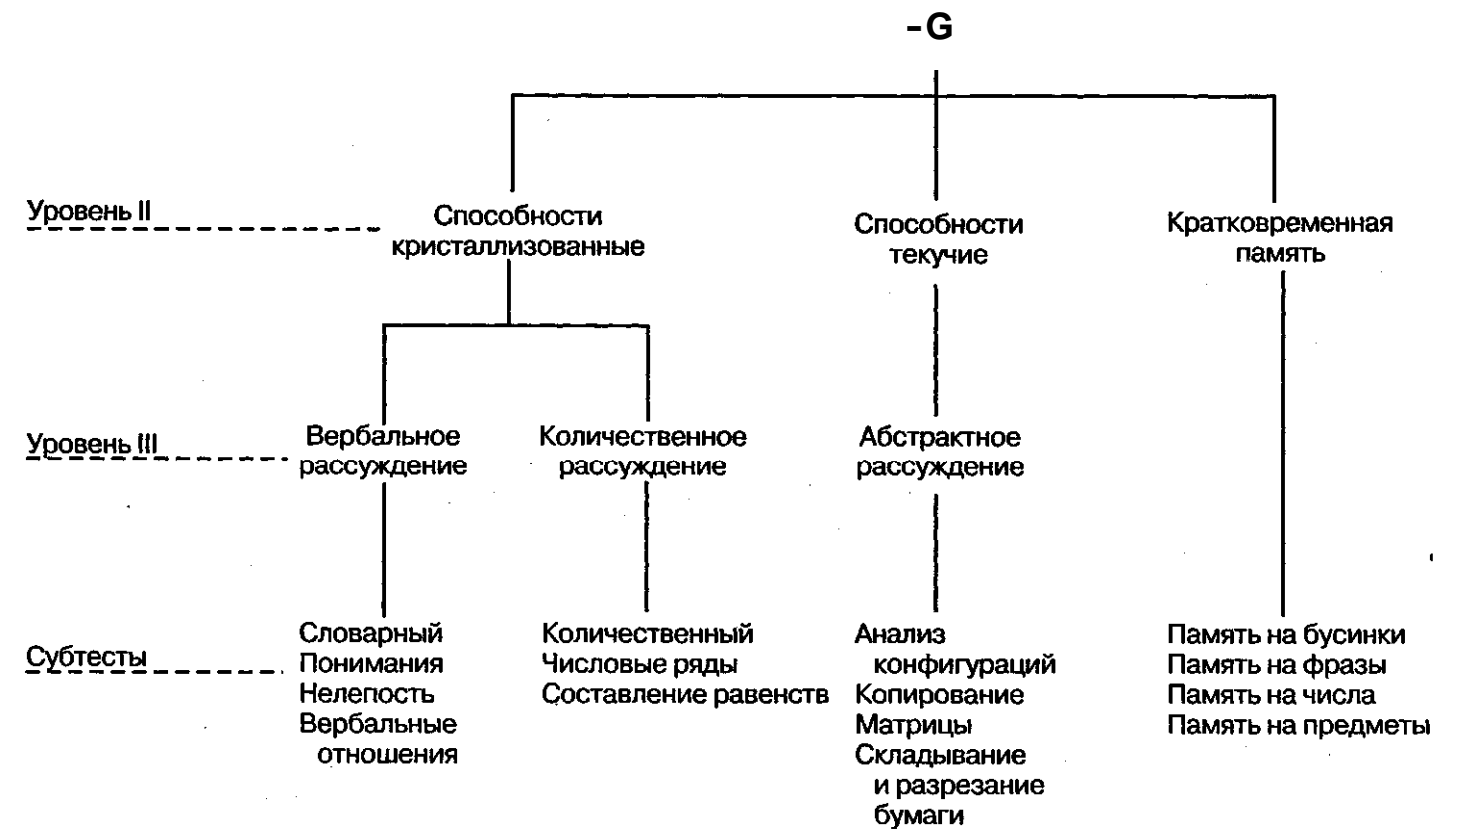 -G
Уровень II
Способности
кристаллизованные
Способности
текучие
Кратковременная
память
Уровень III
Вербальное
рассуждение
Количественное
рассуждение
Абстрактное
рассуждение
Субтесты
Словарный
Понимания
Нелепость
Вербальные
отношения
Количественный
Числовые ряды
Составление равенств
Анализ
конфигураций
Копирование
Матрицы
Складывание
и разрезание
бумаги
Память на бусинки
Память на фразы
Память на числа
Память на предметы